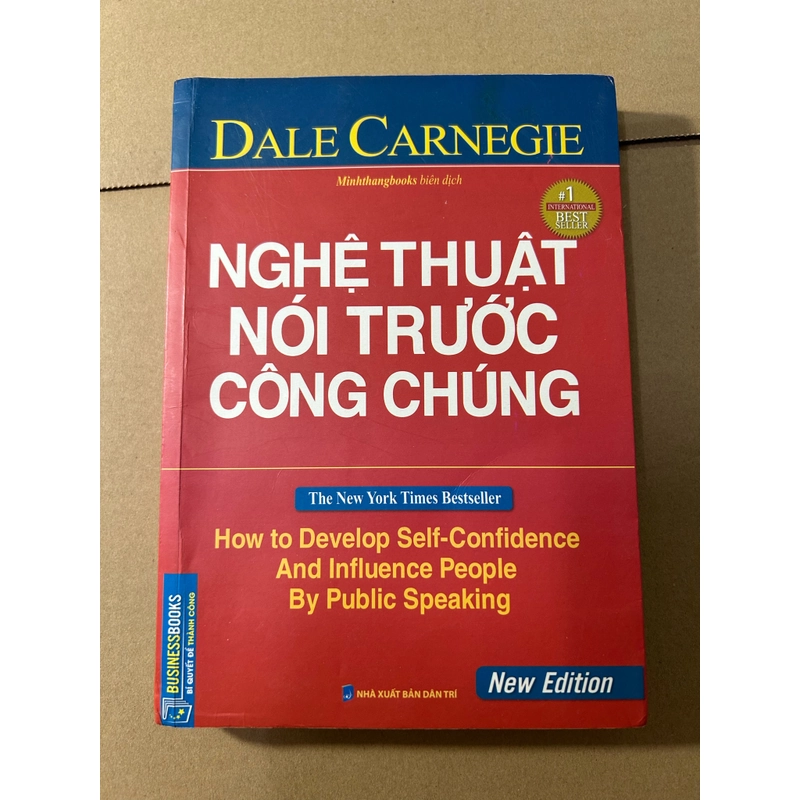 DALE CARNEGIE
Minhthangbooks biên dịch
#1
INTERNATIONAL
BEST
SELLER
NGHỆ THUẬT
NÓI TRƯỚC
CÔNG CHÚNG
The New York Times Bestseller
How to Develop Self-Confidence
And Influence People
By Public Speaking
BUSINESSBOOKS
BÍ QUYẾT ĐỂ THÀNH CÔNG
NHÀ XUẤT BẢN DÂN TRÍ
New Edition